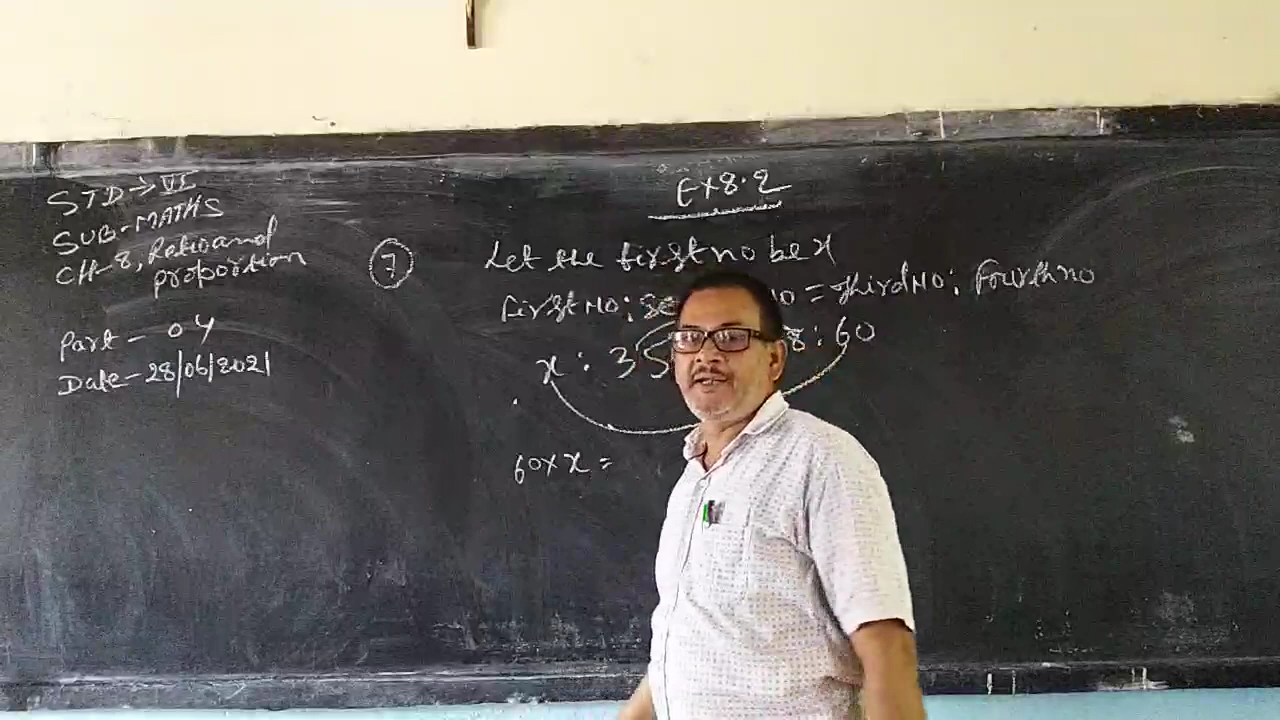 STD → VI
SUB - MATHS
CH - 8, Ratio and
proportion
Part - 04
Date - 28/06/2021
Ex 8.2
7
Let the first no be x
First NO : NO = Third NO : Fourth no
x : 35 8 : 60
60 × x =